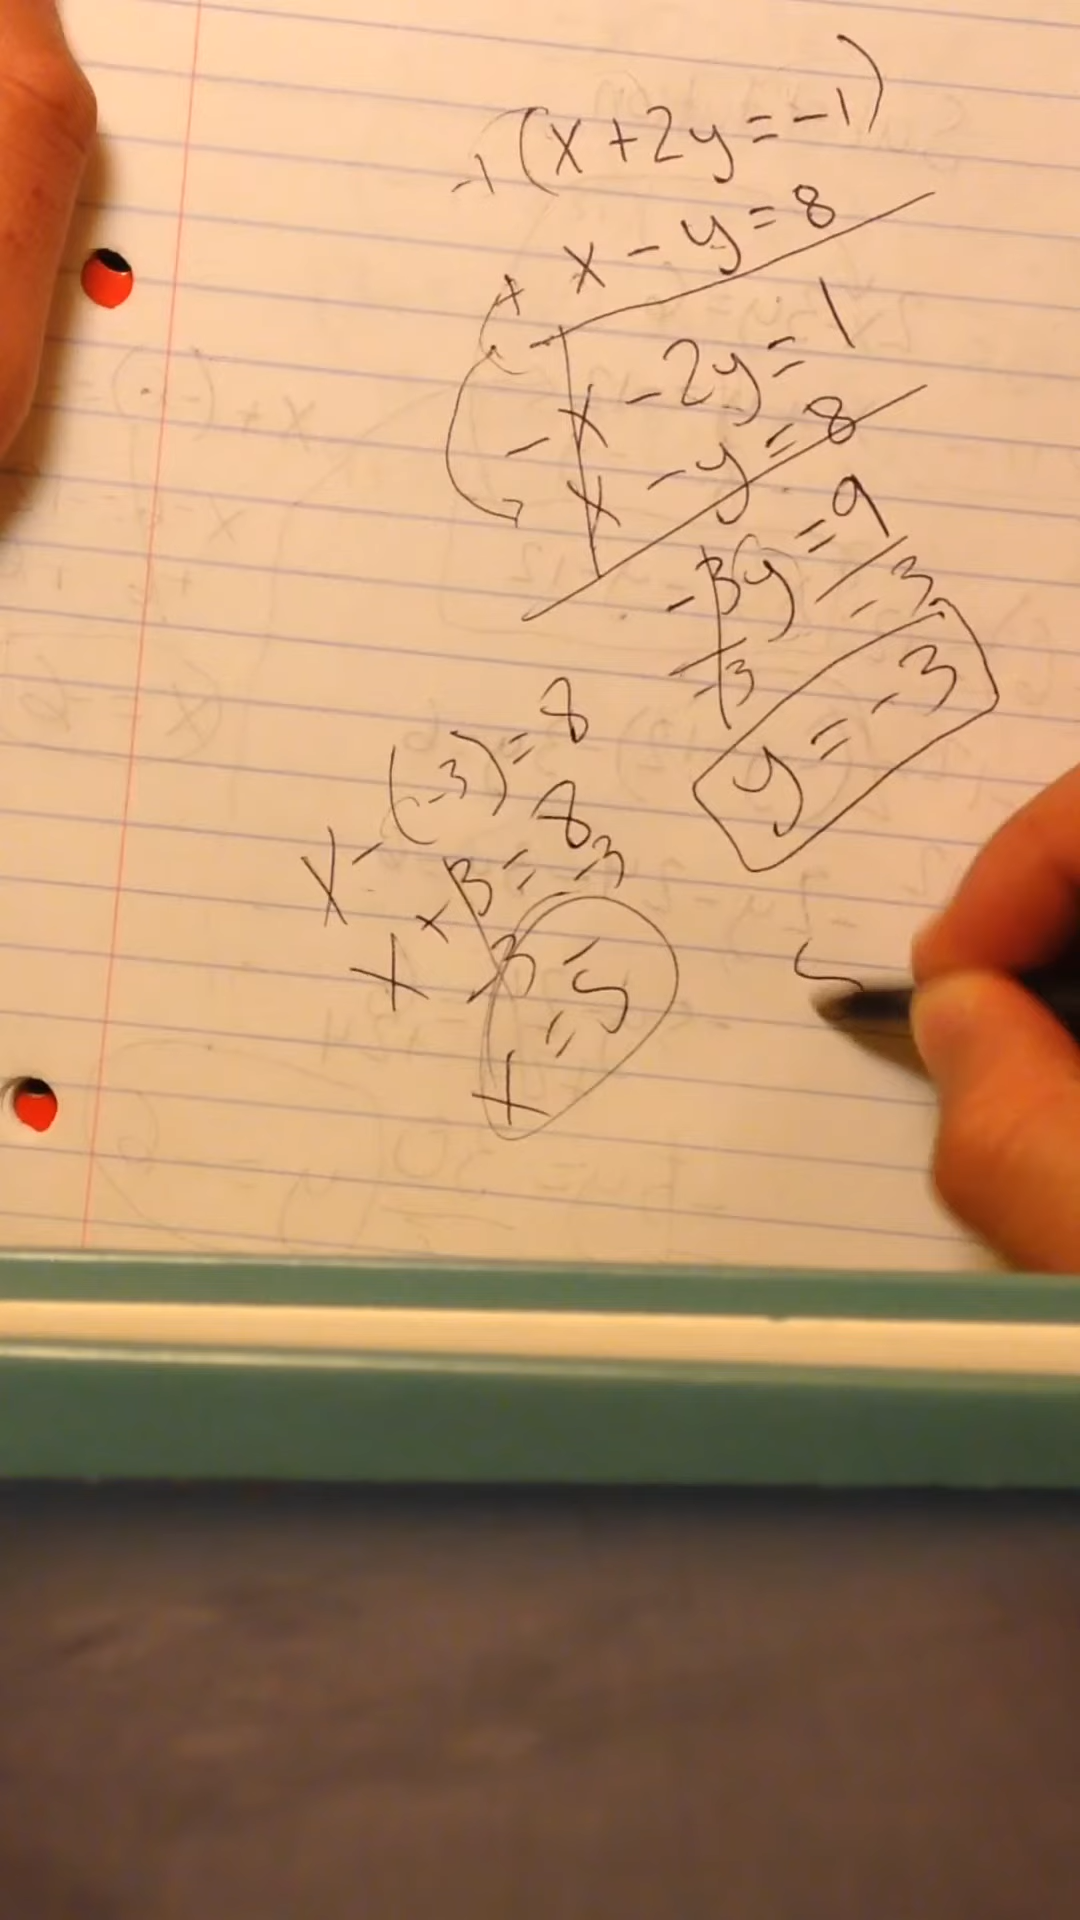 -1(x+2y=-1)
+ x-y=8
-x-2y=1
x-y=8
-3y=9/-3
-3
y=-3
x-(-3)=8
x+3=8
-3 -3
x=5
5